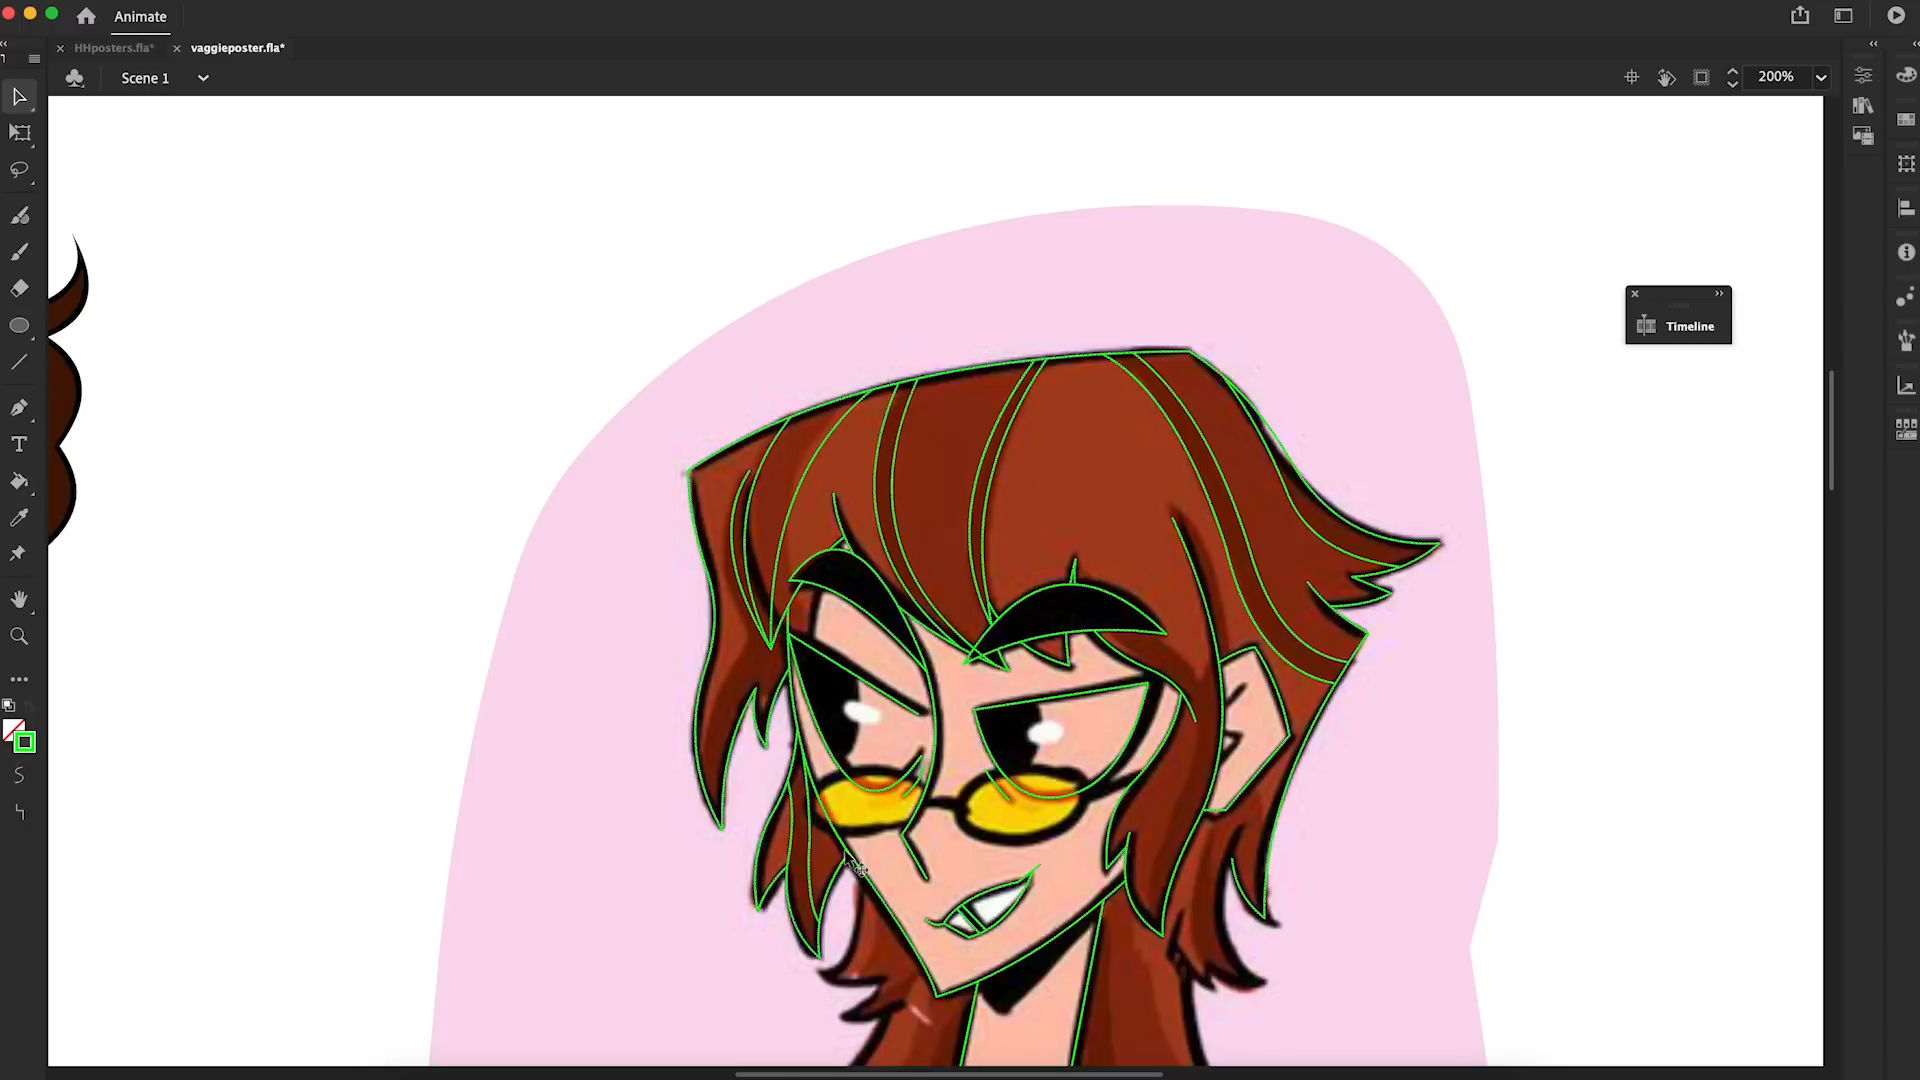 Animate
HHposters.fla*
vaggieposter.fla*
Scene 1
200%
Timeline